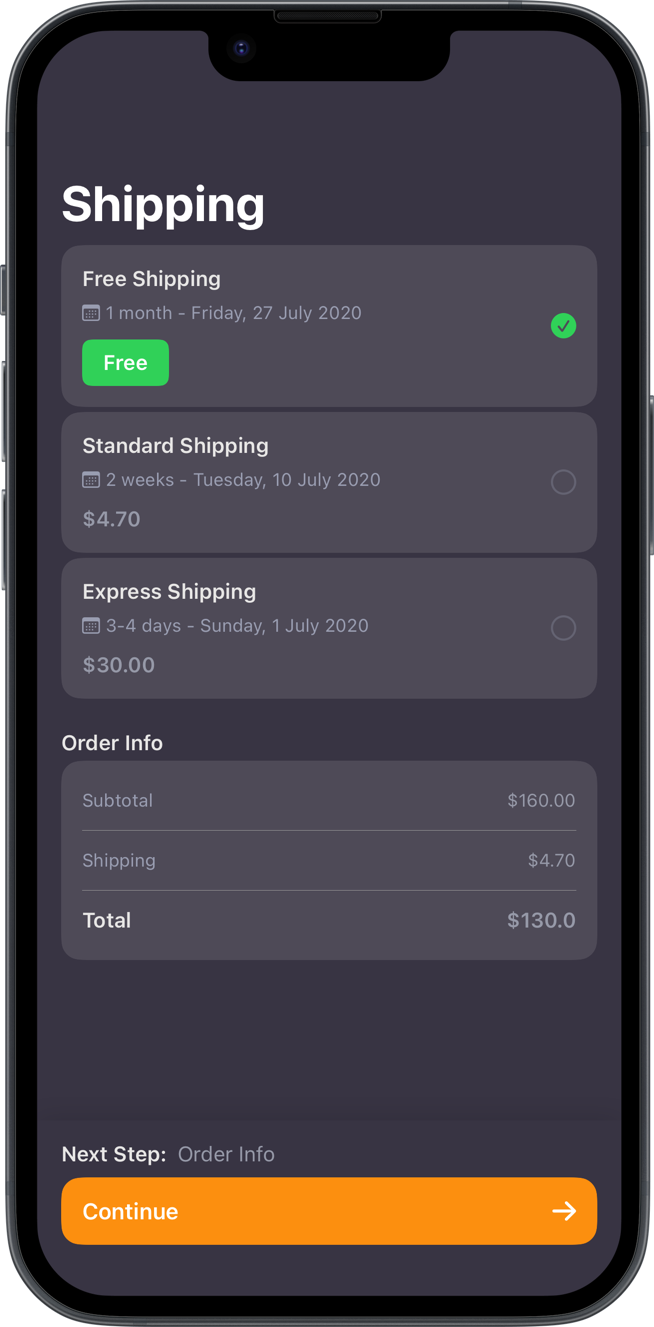 Shipping
Free Shipping
1 month - Friday, 27 July 2020
Free
Standard Shipping
2 weeks - Tuesday, 10 July 2020
$4.70
Express Shipping
3-4 days - Sunday, 1 July 2020
$30.00
Order Info
Subtotal $160.00
Shipping $4.70
Total $130.0
Next Step: Order Info
Continue